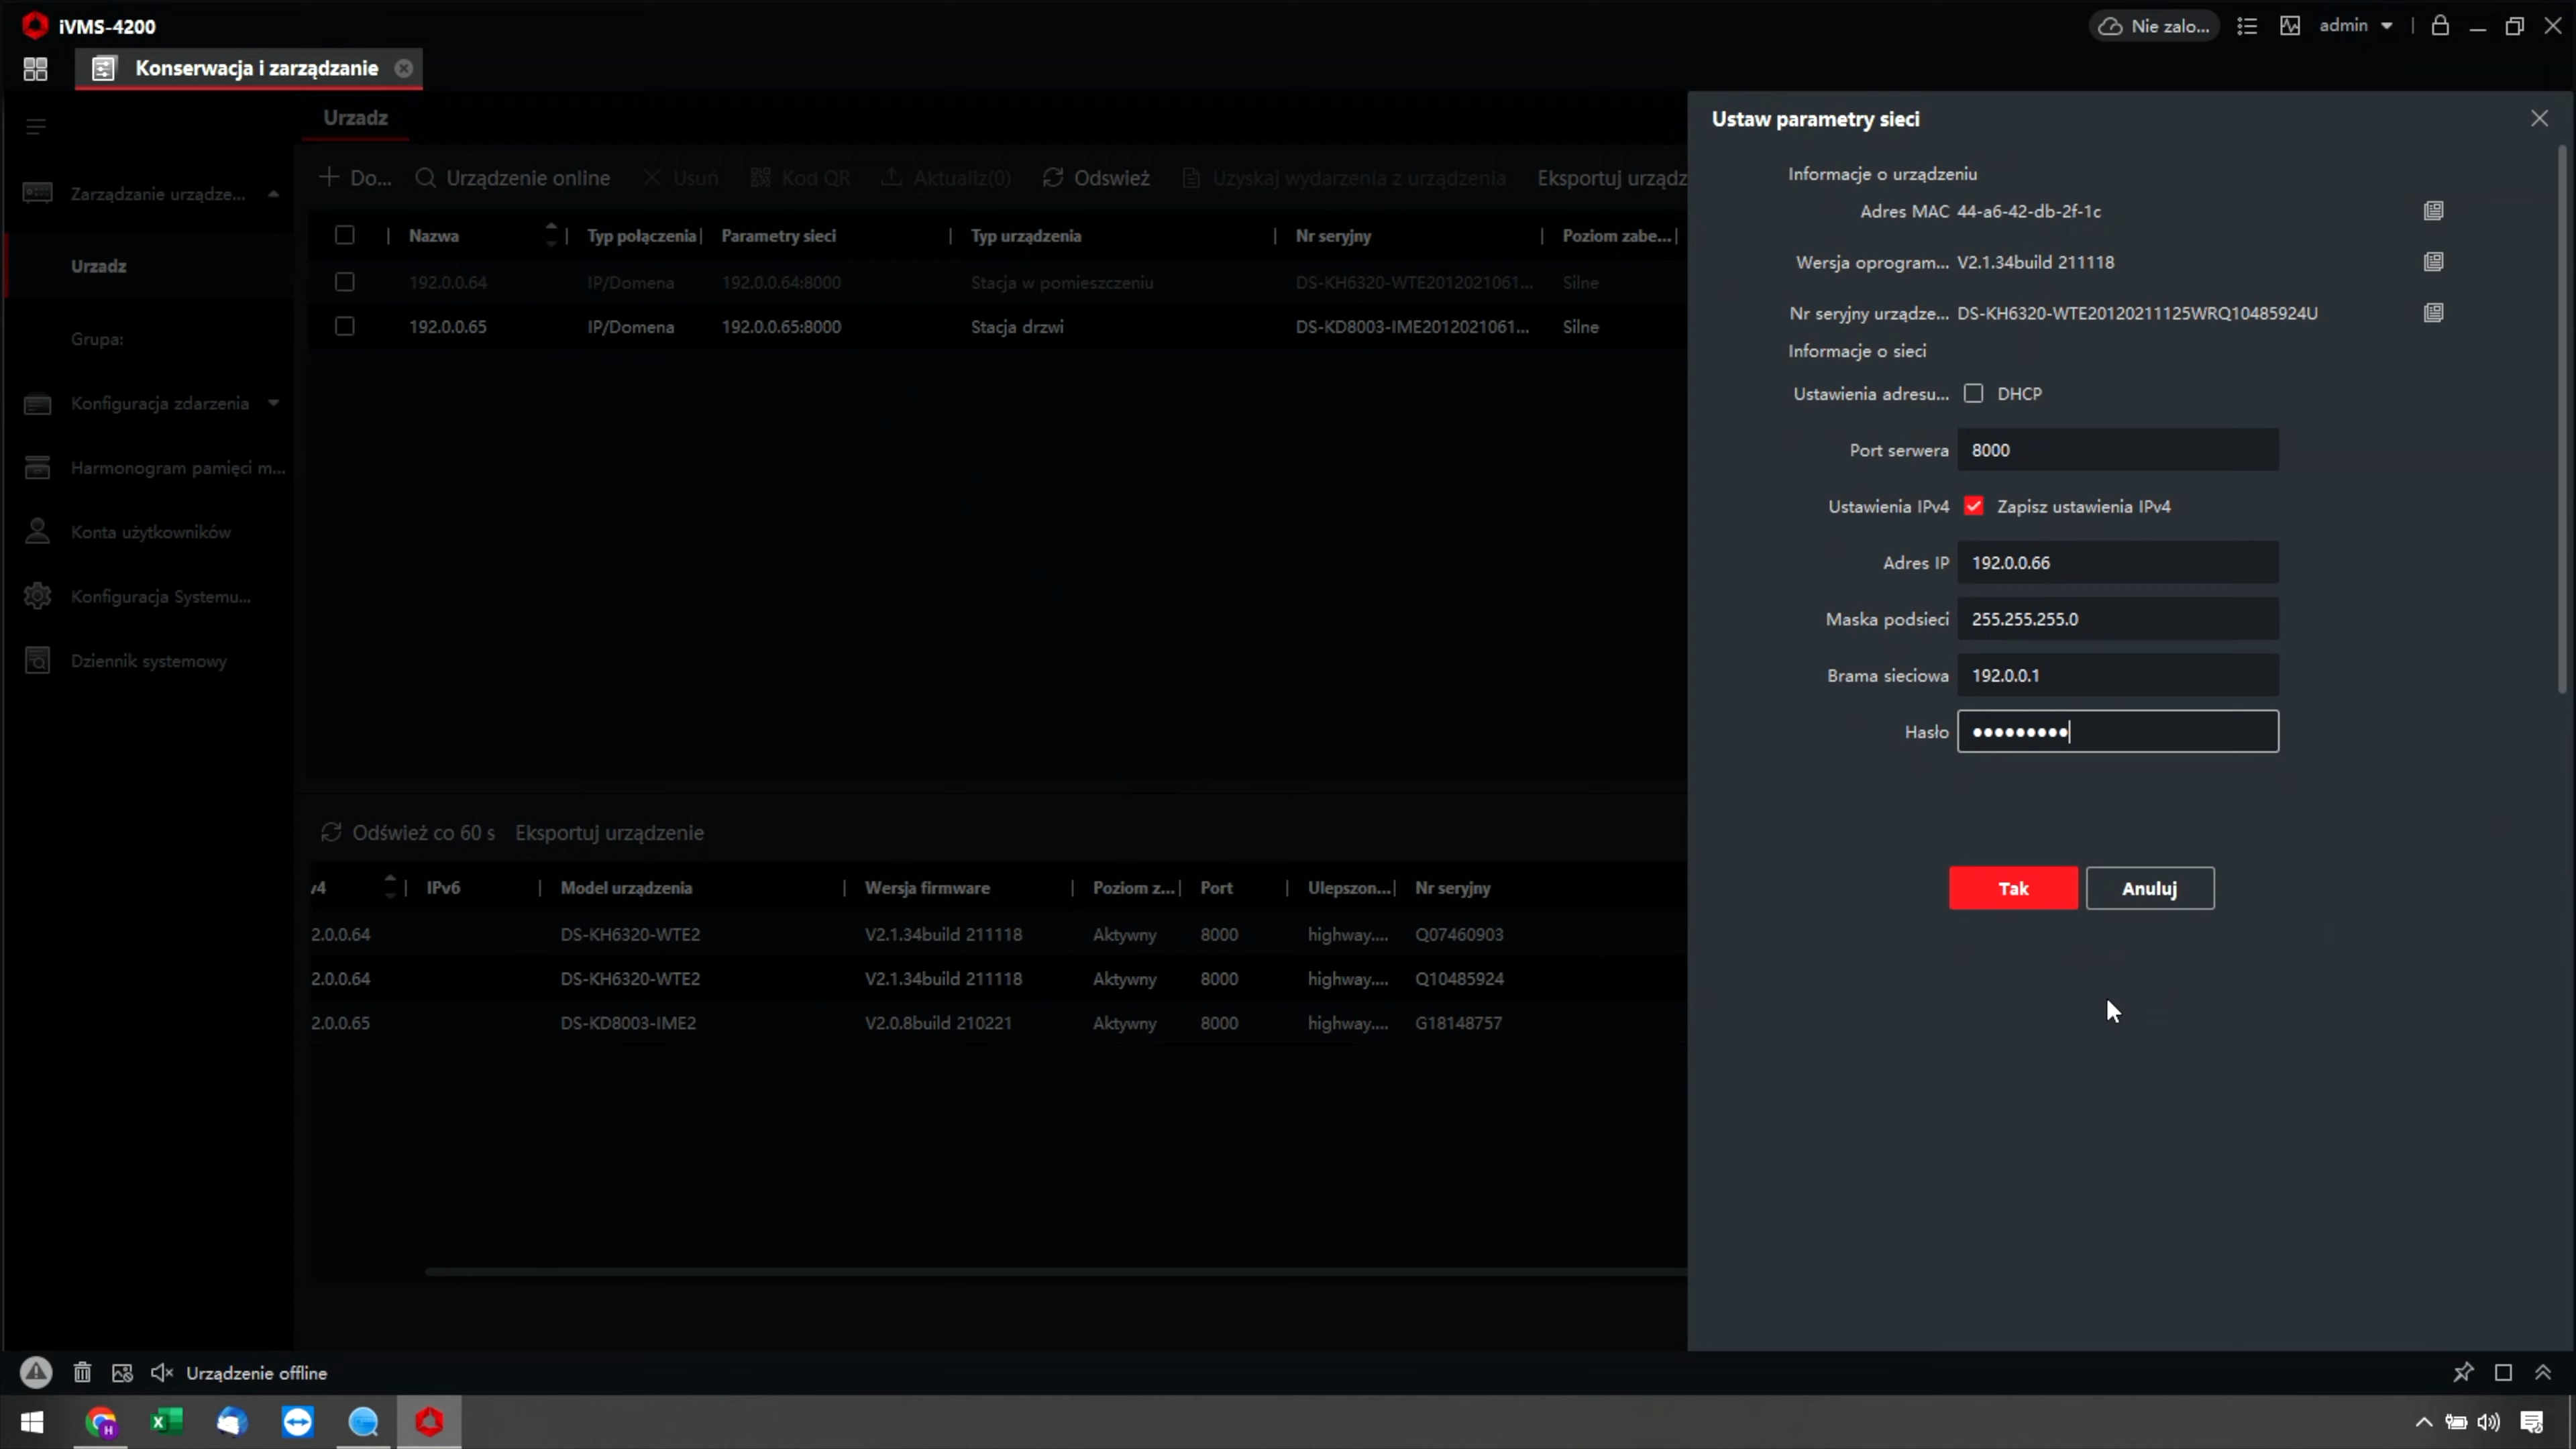 iVMS-4200
Nie zalo...
admin
Konserwacja i zarządzanie
Urzadz
Do...
Urządzenie online
Usuń
Kod QR
Aktualiz(0)
Odswież
Uzyskaj wydarzenia z urządzenia
Eksportuj urządz
Zarządzanie urządze...
Urzadz
Grupa:
Konfiguracja zdarzenia
Harmonogram pamięci m...
Konta użytkowników
Konfiguracja Systemu...
Dziennik systemowy
Nazwa | Typ połączenia | Parametry sieci | Typ urządzenia | Nr seryjny | Poziom zabe... |
192.0.0.64 IP/Domena 192.0.0.64:8000 Stacja w pomieszczeniu DS-KH6320-WTE2012021061... Silne
192.0.0.65 IP/Domena 192.0.0.65:8000 Stacja drzwi DS-KD8003-IME2012021061... Silne
Odśwież co 60 s
Eksportuj urządzenie
v4 | IPv6 | Model urządzenia | Wersja firmware | Poziom z... | Port | Ulepszon... | Nr seryjny
2.0.0.64 DS-KH6320-WTE2 V2.1.34build 211118 Aktywny 8000 highway.... Q07460903
2.0.0.64 DS-KH6320-WTE2 V2.1.34build 211118 Aktywny 8000 highway.... Q10485924
2.0.0.65 DS-KD8003-IME2 V2.0.8build 210221 Aktywny 8000 highway.... G18148757
Ustaw parametry sieci
Informacje o urządzeniu
Adres MAC 44-a6-42-db-2f-1c
Wersja oprogram... V2.1.34build 211118
Nr seryjny urządze... DS-KH6320-WTE20120211125WRQ10485924U
Informacje o sieci
Ustawienia adresu... DHCP
Port serwera 8000
Ustawienia IPv4 Zapisz ustawienia IPv4
Adres IP 192.0.0.66
Maska podsieci 255.255.255.0
Brama sieciowa 192.0.0.1
Hasło •••••••••
Tak
Anuluj
Urządzenie offline